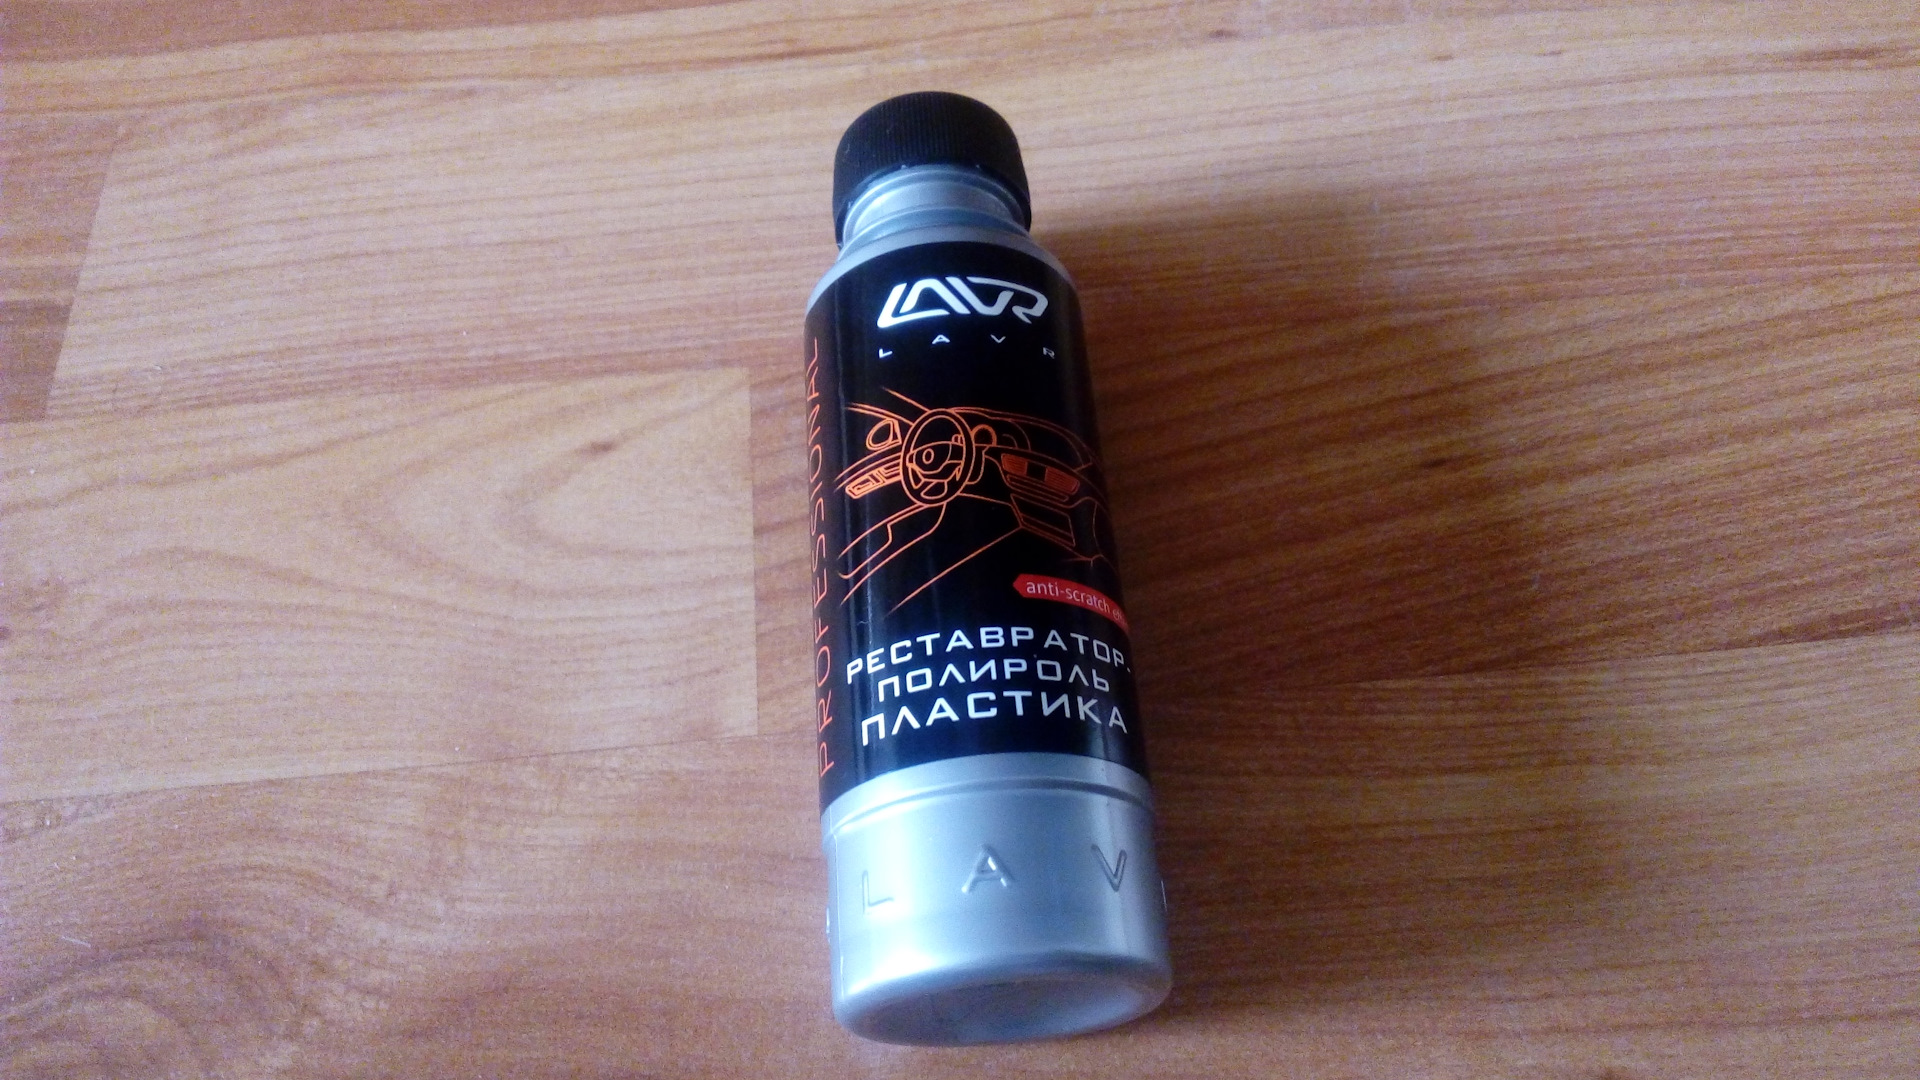 LAVR
LAVR
PROFESSIONAL
anti-scratch
РЕСТАВРАТОР-
ПОЛИРОЛЬ
ПЛАСТИКА
LAV